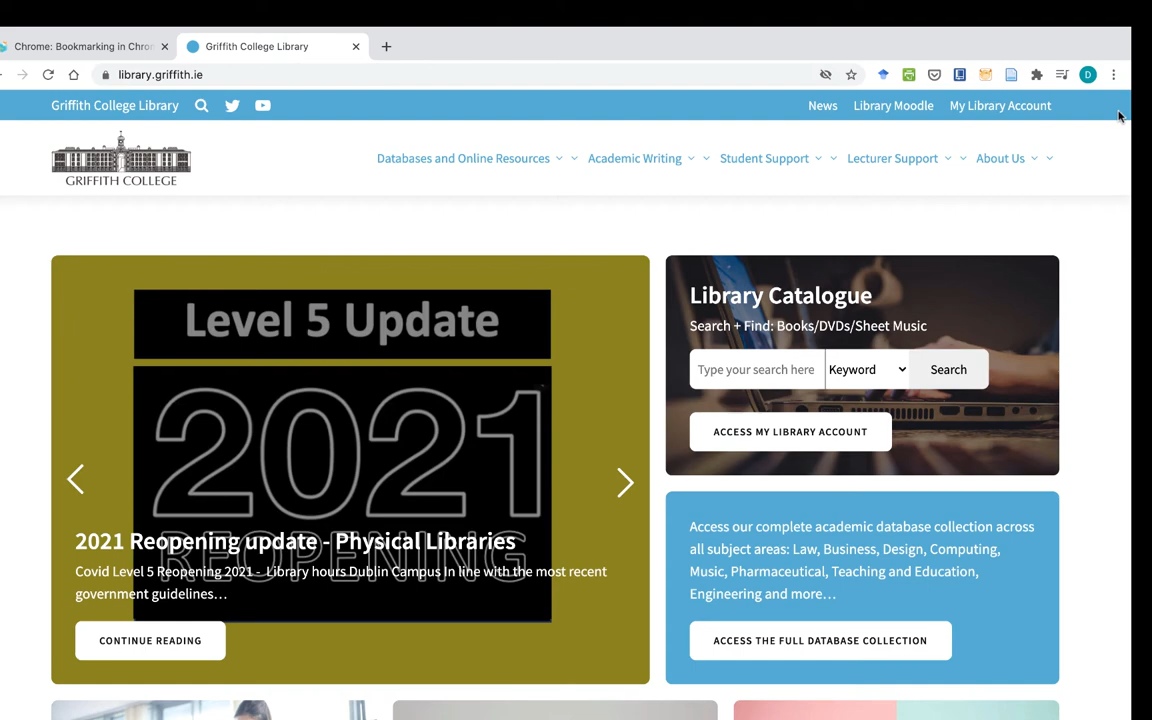 Chrome: Bookmarking in Chror
Griffith College Library
library.griffith.ie
D
Griffith College Library
News
Library Moodle
My Library Account
GRIFFITH COLLEGE
Databases and Online Resources
Academic Writing
Student Support
Lecturer Support
About Us
Level 5 Update
2021
REOPENING
2021 Reopening update - Physical Libraries
Covid Level 5 Reopening 2021 - Library hours Dublin Campus In line with the most recent
government guidelines…
CONTINUE READING
Library Catalogue
Search + Find: Books/DVDs/Sheet Music
Type your search here
Keyword
Search
ACCESS MY LIBRARY ACCOUNT
Access our complete academic database collection across
all subject areas: Law, Business, Design, Computing,
Music, Pharmaceutical, Teaching and Education,
Engineering and more…
ACCESS THE FULL DATABASE COLLECTION